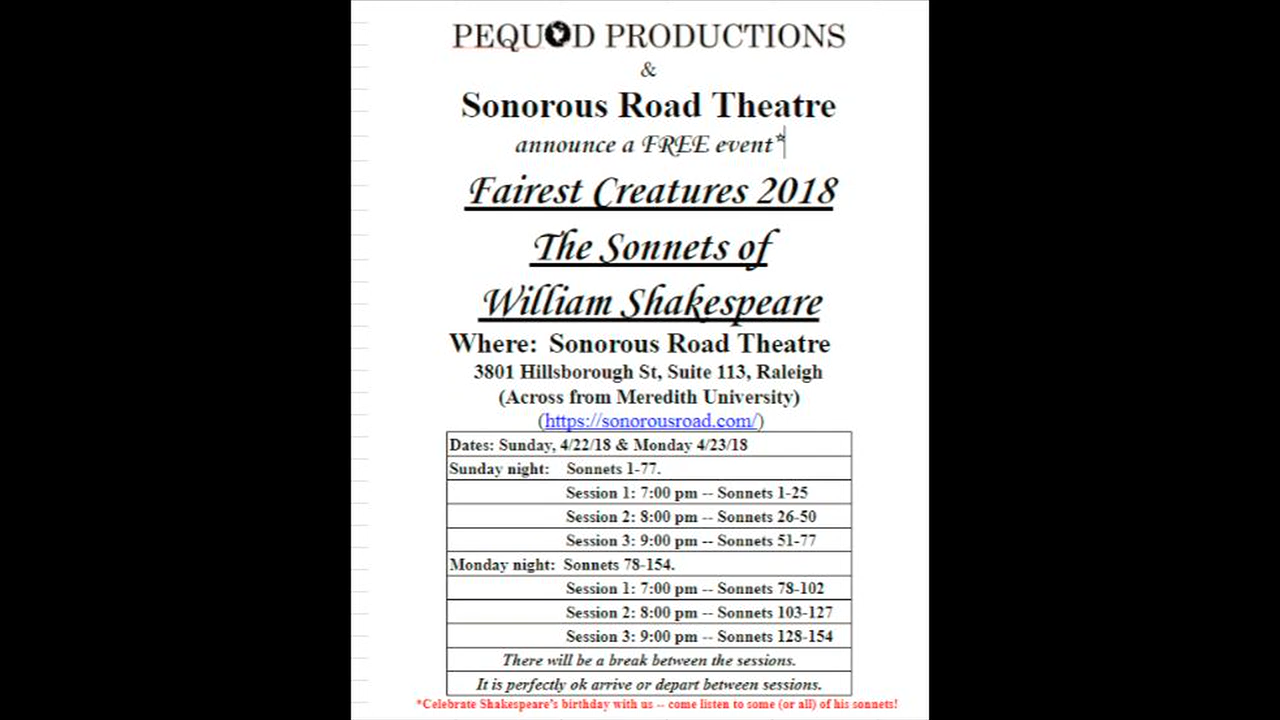 PEQUOD PRODUCTIONS
&
Sonorous Road Theatre
announce a FREE event*
Fairest Creatures 2018
The Sonnets of
William Shakespeare
Where: Sonorous Road Theatre
3801 Hillsborough St, Suite 113, Raleigh
(Across from Meredith University)
(https://sonorousroad.com/)
Dates: Sunday, 4/22/18 & Monday 4/23/18
Sunday night: Sonnets 1-77.
Session 1: 7:00 pm -- Sonnets 1-25
Session 2: 8:00 pm -- Sonnets 26-50
Session 3: 9:00 pm -- Sonnets 51-77
Monday night: Sonnets 78-154.
Session 1: 7:00 pm -- Sonnets 78-102
Session 2: 8:00 pm -- Sonnets 103-127
Session 3: 9:00 pm -- Sonnets 128-154
There will be a break between the sessions.
It is perfectly ok arrive or depart between sessions.
*Celebrate Shakespeare's birthday with us -- come listen to some (or all) of his sonnets!